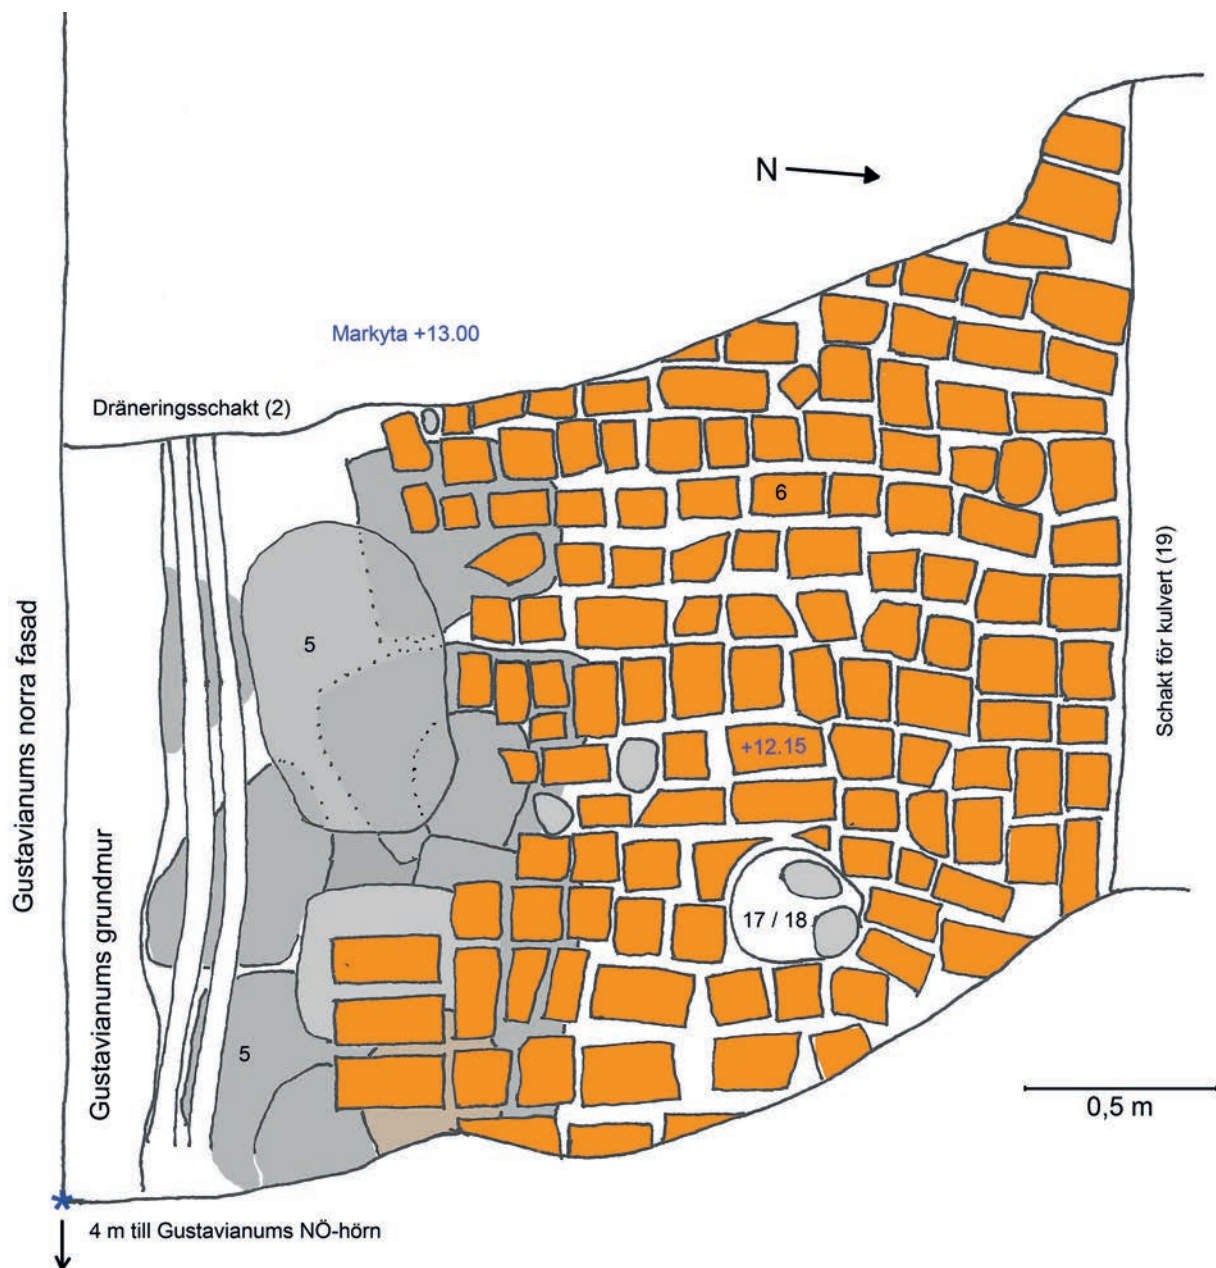 N
Markyta +13.00
Dräneringsschakt (2)
6
5
Schakt för kulvert (19)
Gustavianums norra fasad
+12.15
Gustavianums grundmur
17 / 18
5
0,5 m
4 m till Gustavianums NÖ-hörn